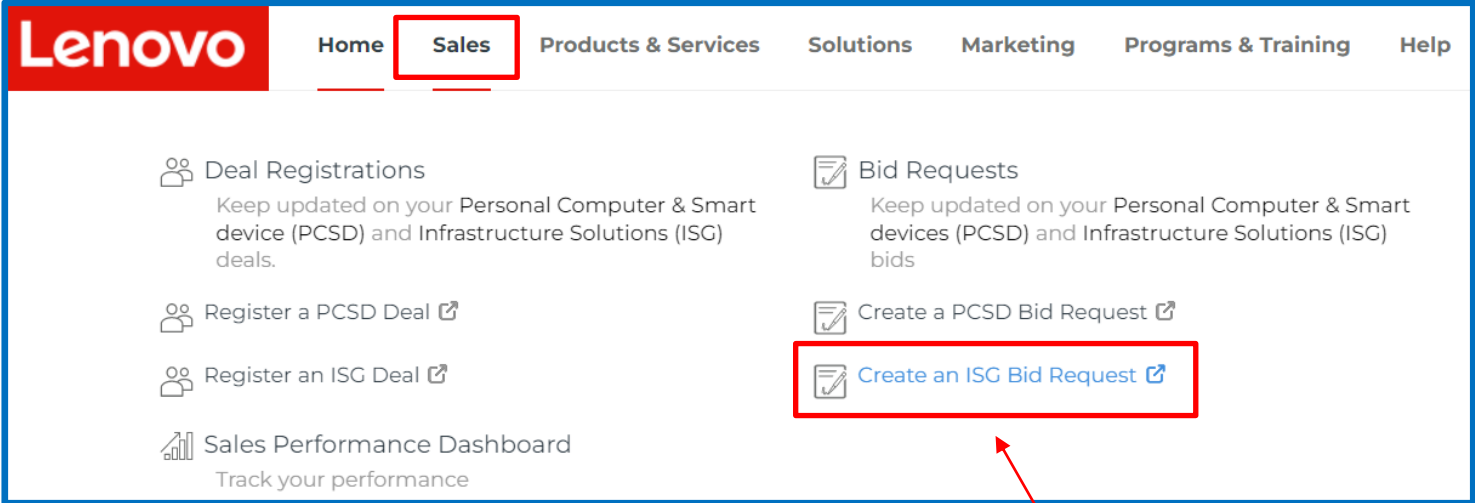 Lenovo
Home Sales Products & Services Solutions Marketing Programs & Training Help
Deal Registrations
Keep updated on your Personal Computer & Smart
device (PCSD) and Infrastructure Solutions (ISG)
deals.
Register a PCSD Deal
Register an ISG Deal
Sales Performance Dashboard
Track your performance
Bid Requests
Keep updated on your Personal Computer & Smart
devices (PCSD) and Infrastructure Solutions (ISG)
bids
Create a PCSD Bid Request
Create an ISG Bid Request